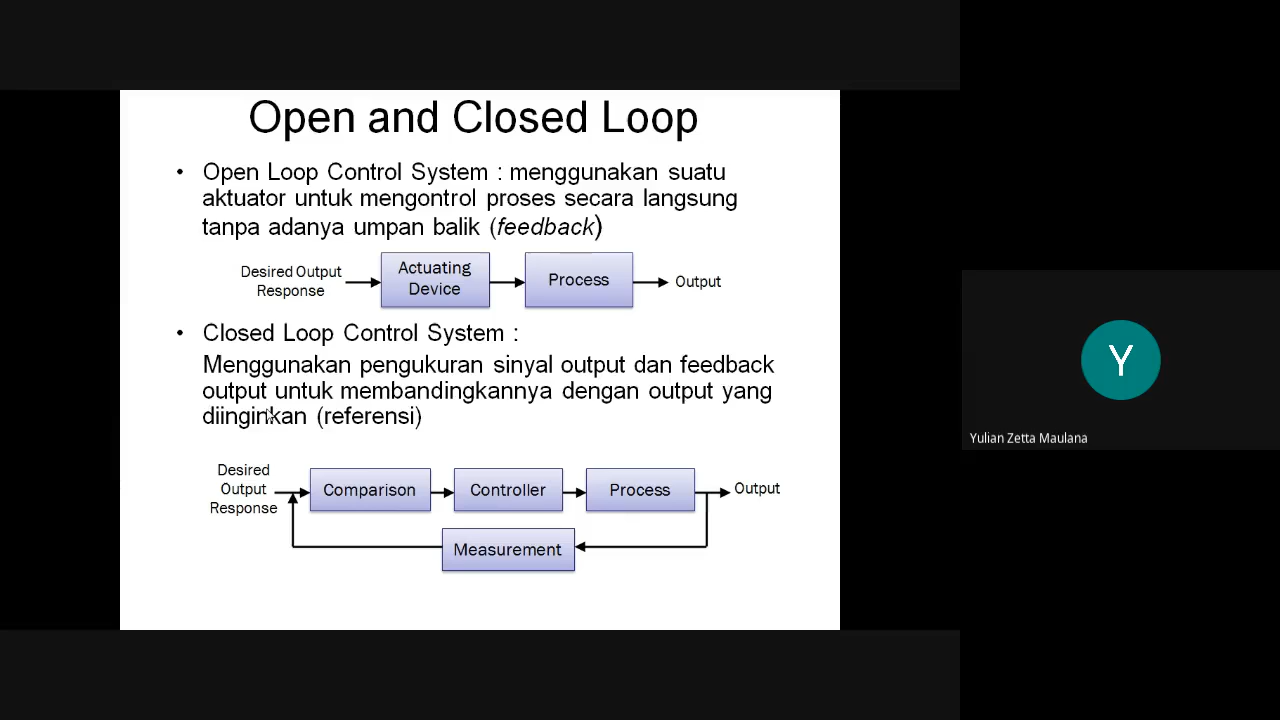 Open and Closed Loop
• Open Loop Control System : menggunakan suatu
aktuator untuk mengontrol proses secara langsung
tanpa adanya umpan balik (feedback)
Desired Output
Response
Actuating
Device
Process
Output
• Closed Loop Control System :
Menggunakan pengukuran sinyal output dan feedback
output untuk membandingkannya dengan output yang
diinginkan (referensi)
Desired
Output
Response
Comparison
Controller
Process
Output
Measurement
Y
Yulian Zetta Maulana